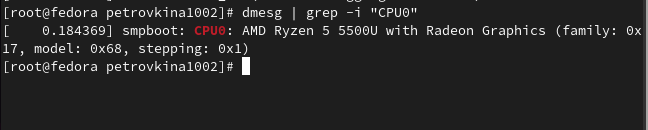 [root@fedora petrovkina1002]# dmesg | grep -i "CPU0"
[    0.184369] smpboot: CPU0: AMD Ryzen 5 5500U with Radeon Graphics (family: 0x
17, model: 0x68, stepping: 0x1)
[root@fedora petrovkina1002]#